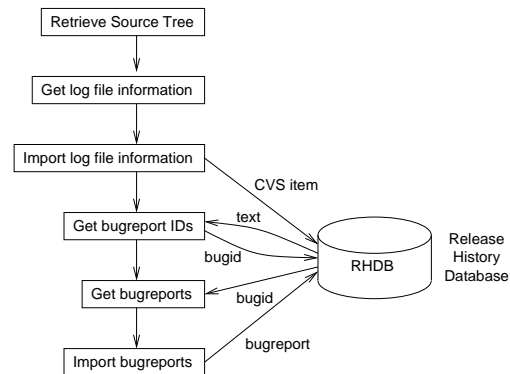 Retrieve Source Tree
Get log file information
Import log file information
CVS item
Get bugreport IDs
text
bugid
RHDB
Release
History
Database
Get bugreports
bugid
bugreport
Import bugreports